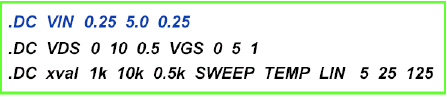 .DC VIN 0.25 5.0 0.25
.DC VDS 0 10 0.5 VGS 0 5 1
.DC xval 1k 10k 0.5k SWEEP TEMP LIN 5 25 125